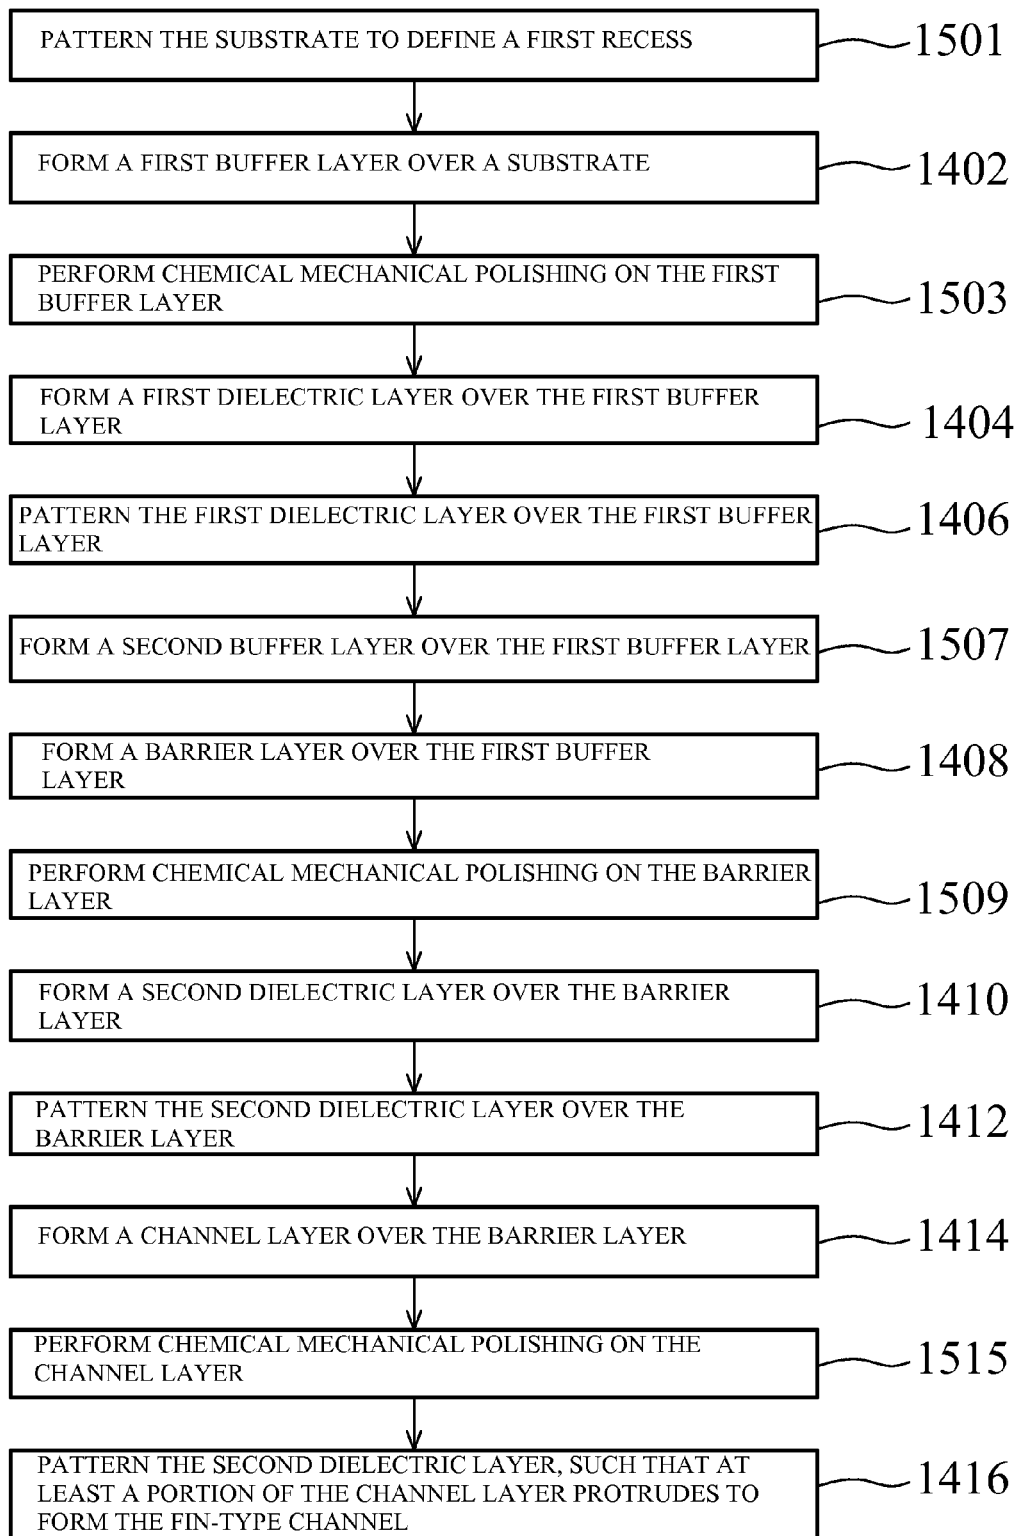 PATTERN THE SUBSTRATE TO DEFINE A FIRST RECESS
1501
FORM A FIRST BUFFER LAYER OVER A SUBSTRATE
1402
PERFORM CHEMICAL MECHANICAL POLISHING ON THE FIRST
BUFFER LAYER
1503
FORM A FIRST DIELECTRIC LAYER OVER THE FIRST BUFFER
LAYER
1404
PATTERN THE FIRST DIELECTRIC LAYER OVER THE FIRST BUFFER
LAYER
1406
FORM A SECOND BUFFER LAYER OVER THE FIRST BUFFER LAYER
1507
FORM A BARRIER LAYER OVER THE FIRST BUFFER
LAYER
1408
PERFORM CHEMICAL MECHANICAL POLISHING ON THE BARRIER
LAYER
1509
FORM A SECOND DIELECTRIC LAYER OVER THE BARRIER
LAYER
1410
PATTERN THE SECOND DIELECTRIC LAYER OVER THE
BARRIER LAYER
1412
FORM A CHANNEL LAYER OVER THE BARRIER LAYER
1414
PERFORM CHEMICAL MECHANICAL POLISHING ON THE
CHANNEL LAYER
1515
PATTERN THE SECOND DIELECTRIC LAYER, SUCH THAT AT
LEAST A PORTION OF THE CHANNEL LAYER PROTRUDES TO
FORM THE FIN-TYPE CHANNEL
1416